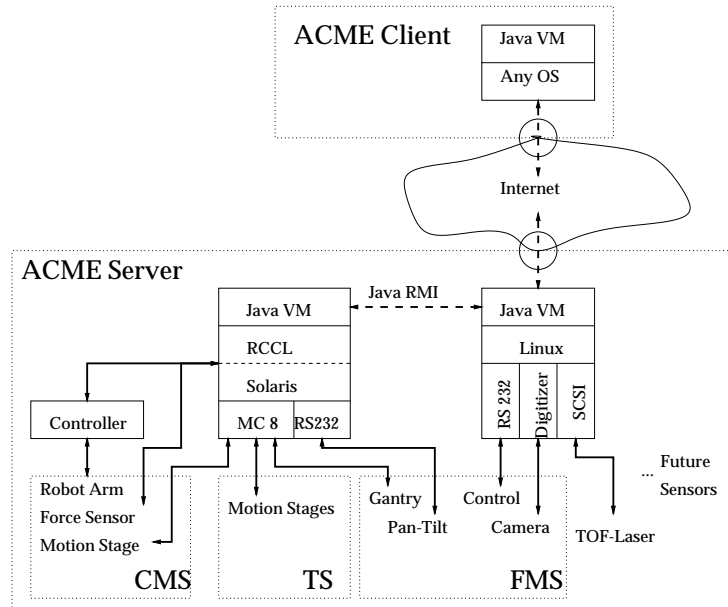 ACME Client
Java VM
Any OS
Internet
ACME Server
Java RMI
Java VM
Java VM
RCCL
Linux
Solaris
RS 232
Digitizer
SCSI
Controller
MC 8
RS232
... Future
Sensors
Robot Arm
Force Sensor
Motion Stage
CMS
Motion Stages
TS
Gantry
Pan-Tilt
Control
Camera
FMS
TOF-Laser